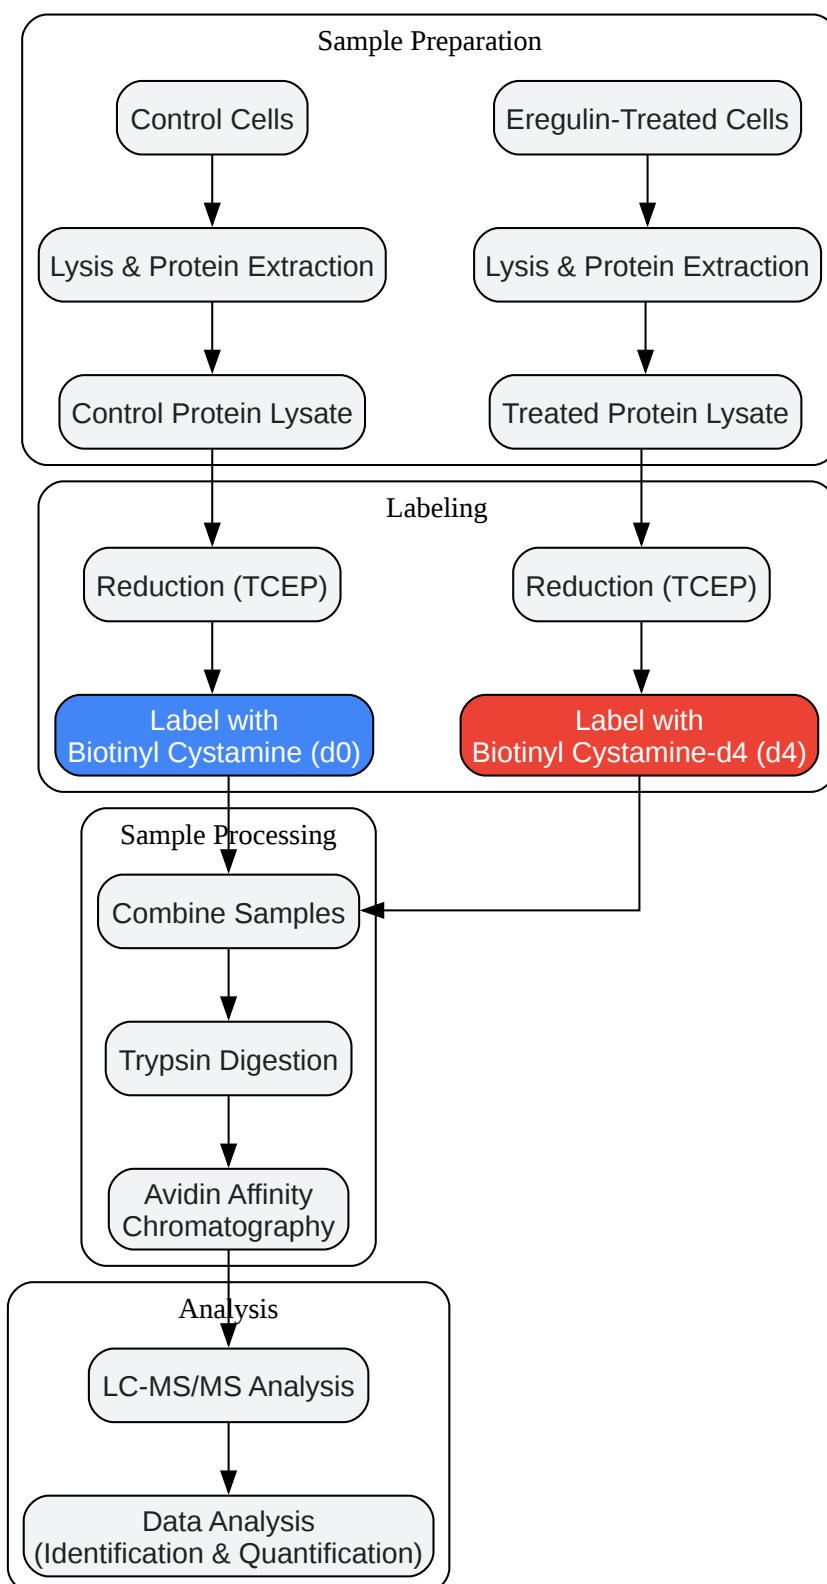 Sample Preparation
Control Cells
Eregulin-Treated Cells
Lysis & Protein Extraction
Lysis & Protein Extraction
Control Protein Lysate
Treated Protein Lysate
Labeling
Reduction (TCEP)
Reduction (TCEP)
Label with
Biotinyl Cystamine (d0)
Label with
Biotinyl Cystamine-d4 (d4)
Sample Processing
Combine Samples
Trypsin Digestion
Avidin Affinity
Chromatography
Analysis
LC-MS/MS Analysis
Data Analysis
(Identification & Quantification)